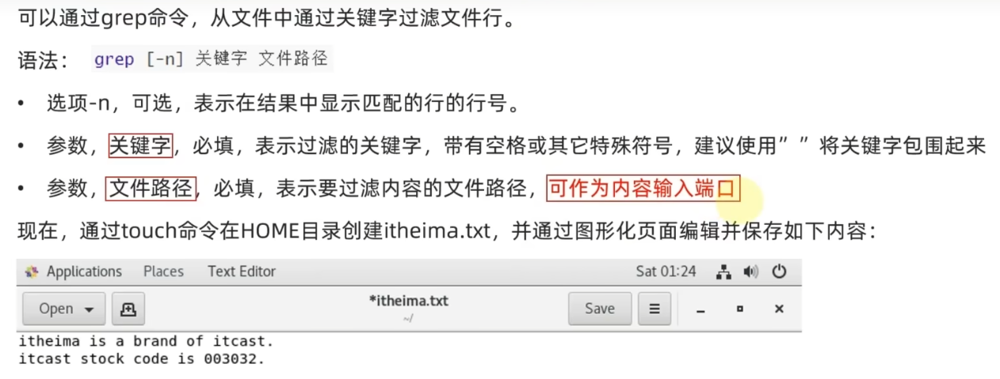 可以通过grep命令，从文件中通过关键字过滤文件行。
语法： grep [-n] 关键字 文件路径
• 选项-n，可选，表示在结果中显示匹配的行的行号。
• 参数，关键字，必填，表示过滤的关键字，带有空格或其它特殊符号，建议使用” ”将关键字包围起来
• 参数，文件路径，必填，表示要过滤内容的文件路径，可作为内容输入端口
现在，通过touch命令在HOME目录创建itheima.txt，并通过图形化页面编辑并保存如下内容：
Applications Places Text Editor Sat 01:24
Open *itheima.txt Save
~/
itheima is a brand of itcast.
itcast stock code is 003032.